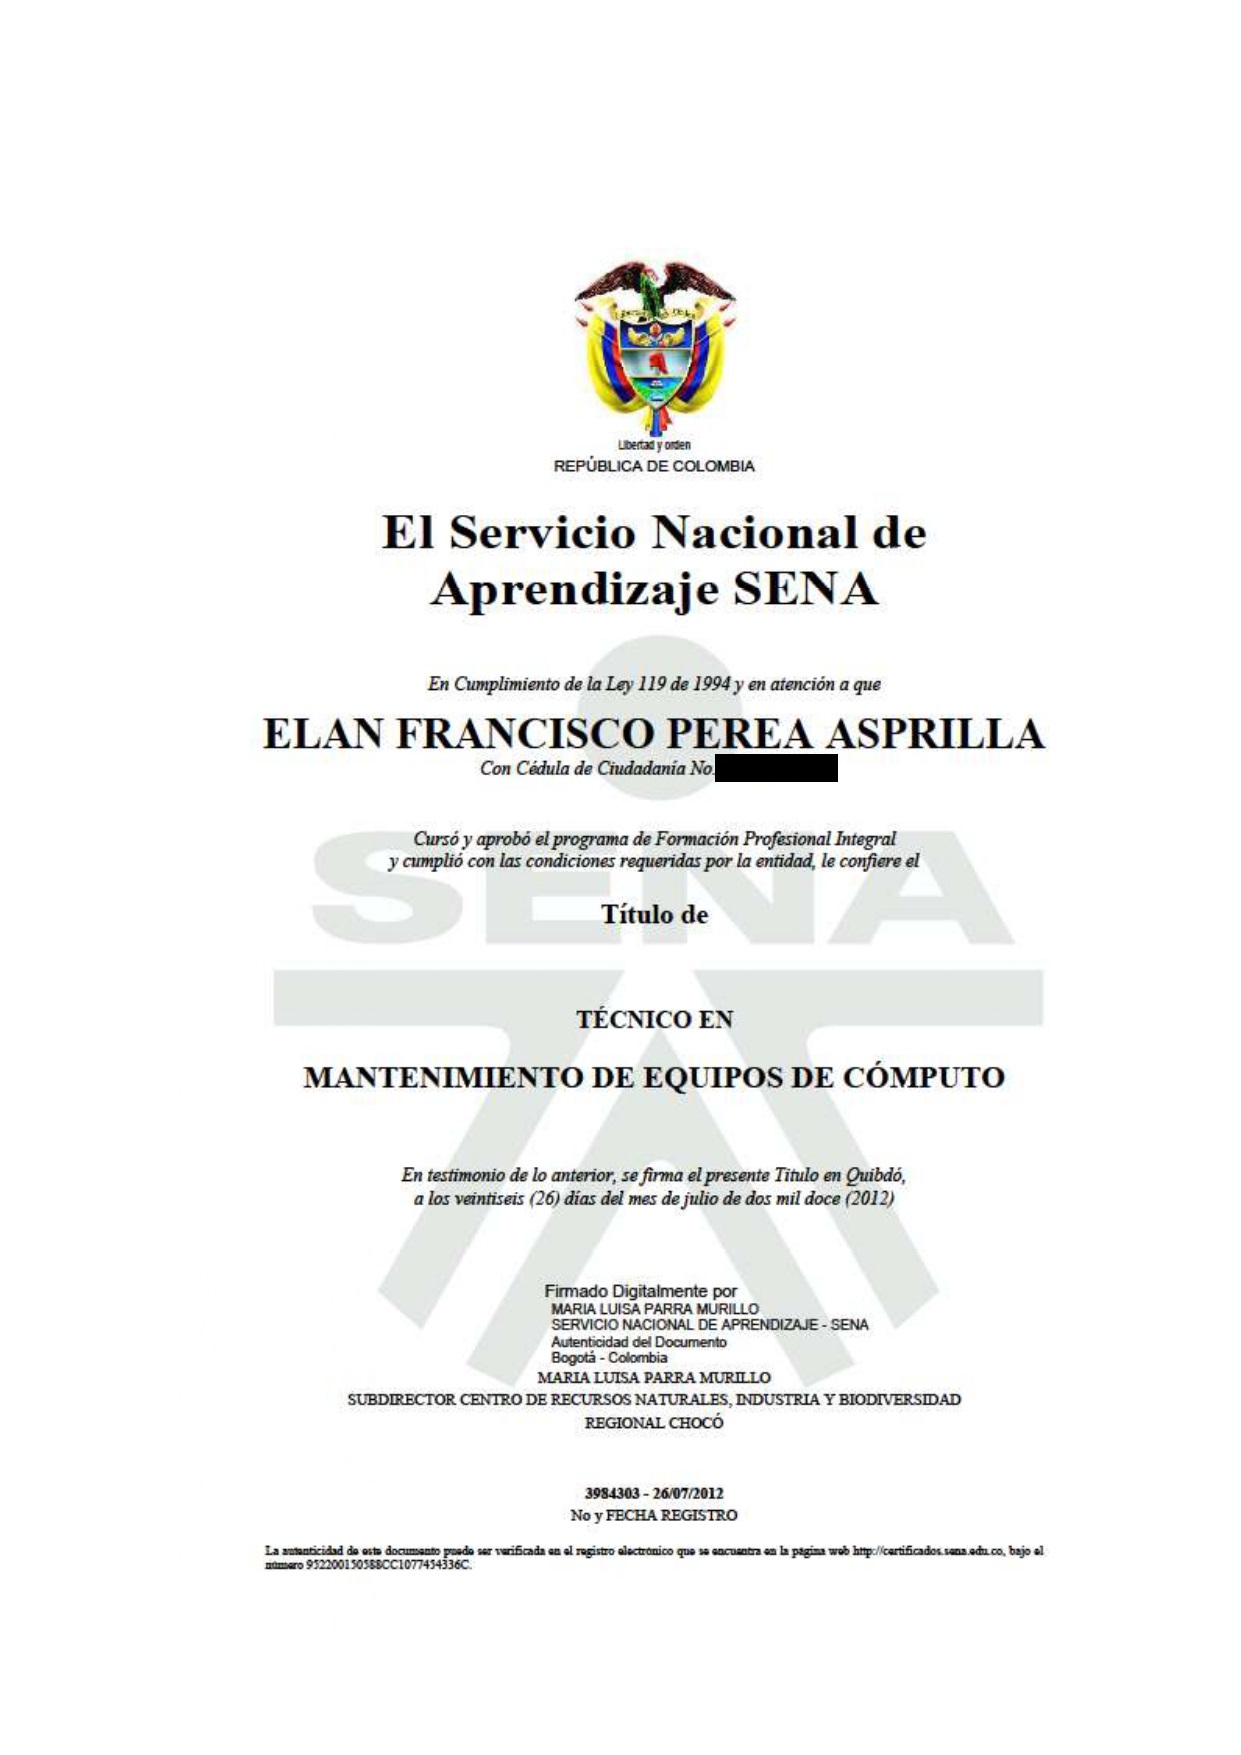 Libertad y orden
REPÚBLICA DE COLOMBIA
El Servicio Nacional de
Aprendizaje SENA
En Cumplimiento de la Ley 119 de 1994 y en atención a que
ELAN FRANCISCO PEREA ASPRILLA
Con Cédula de Ciudadanía No.
Cursó y aprobó el programa de Formación Profesional Integral
y cumplió con las condiciones requeridas por la entidad, le confiere el
SENA
Título de
TÉCNICO EN
MANTENIMIENTO DE EQUIPOS DE CÓMPUTO
En testimonio de lo anterior, se firma el presente Título en Quibdó,
a los veintiseis (26) días del mes de julio de dos mil doce (2012)
Firmado Digitalmente por
MARIA LUISA PARRA MURILLO
SERVICIO NACIONAL DE APRENDIZAJE - SENA
Autenticidad del Documento
Bogotá - Colombia
MARIA LUISA PARRA MURILLO
SUBDIRECTOR CENTRO DE RECURSOS NATURALES, INDUSTRIA Y BIODIVERSIDAD
REGIONAL CHOCÓ
3984303 - 26/07/2012
No y FECHA REGISTRO
La autenticidad de este documento puede ser verificada en el registro electrónico que se encuentra en la página web http://certificados.sena.edu.co, bajo el
número 952200150588CC1077454336C.